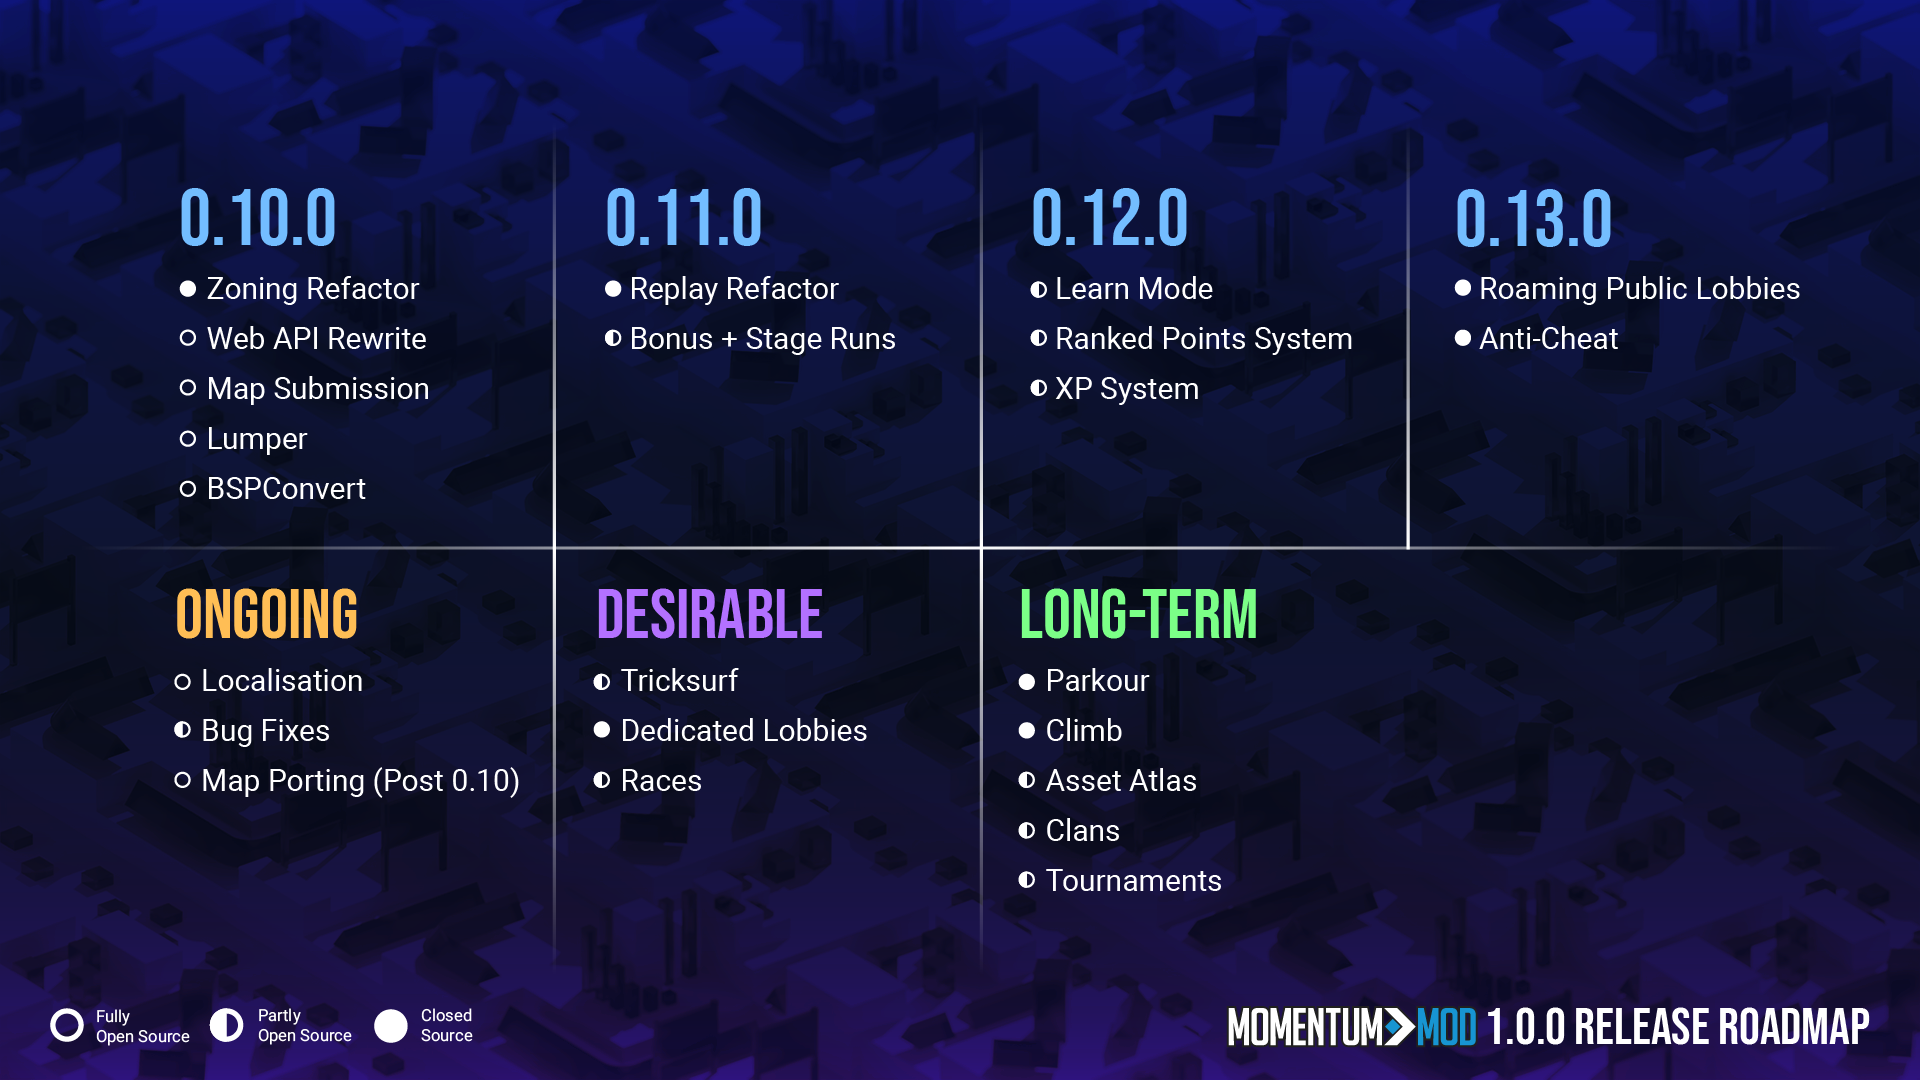 0.10.0
Zoning Refactor
Web API Rewrite
Map Submission
Lumper
BSPConvert
0.11.0
Replay Refactor
Bonus + Stage Runs
0.12.0
Learn Mode
Ranked Points System
XP System
0.13.0
Roaming Public Lobbies
Anti-Cheat
ONGOING
Localisation
Bug Fixes
Map Porting (Post 0.10)
DESIRABLE
Tricksurf
Dedicated Lobbies
Races
LONG-TERM
Parkour
Climb
Asset Atlas
Clans
Tournaments
Fully
Open Source
Partly
Open Source
Closed
Source
MOMENTUM MOD 1.0.0 RELEASE ROADMAP